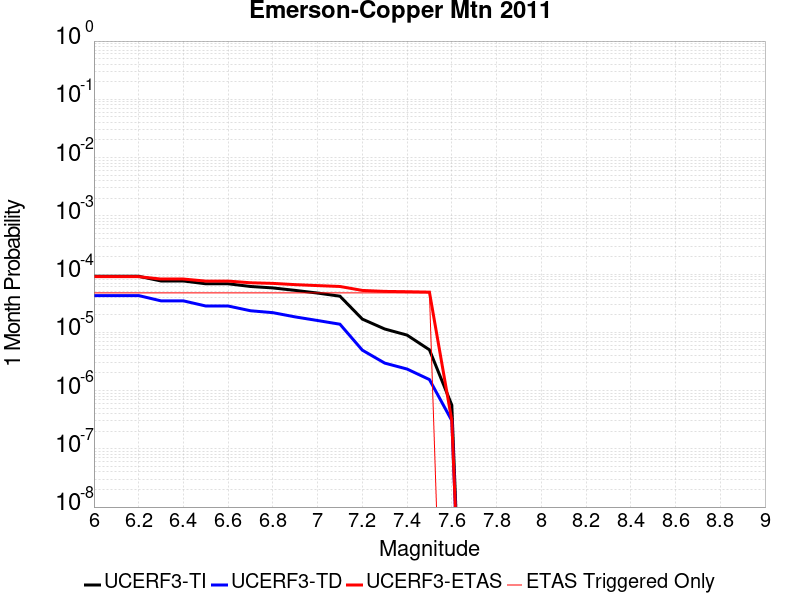 Emerson-Copper Mtn 2011
1 Month Probability
10^0
10^-1
10^-2
10^-3
10^-4
10^-5
10^-6
10^-7
10^-8
6 6.2 6.4 6.6 6.8 7 7.2 7.4 7.6 7.8 8 8.2 8.4 8.6 8.8 9
Magnitude
UCERF3-TI UCERF3-TD UCERF3-ETAS ETAS Triggered Only